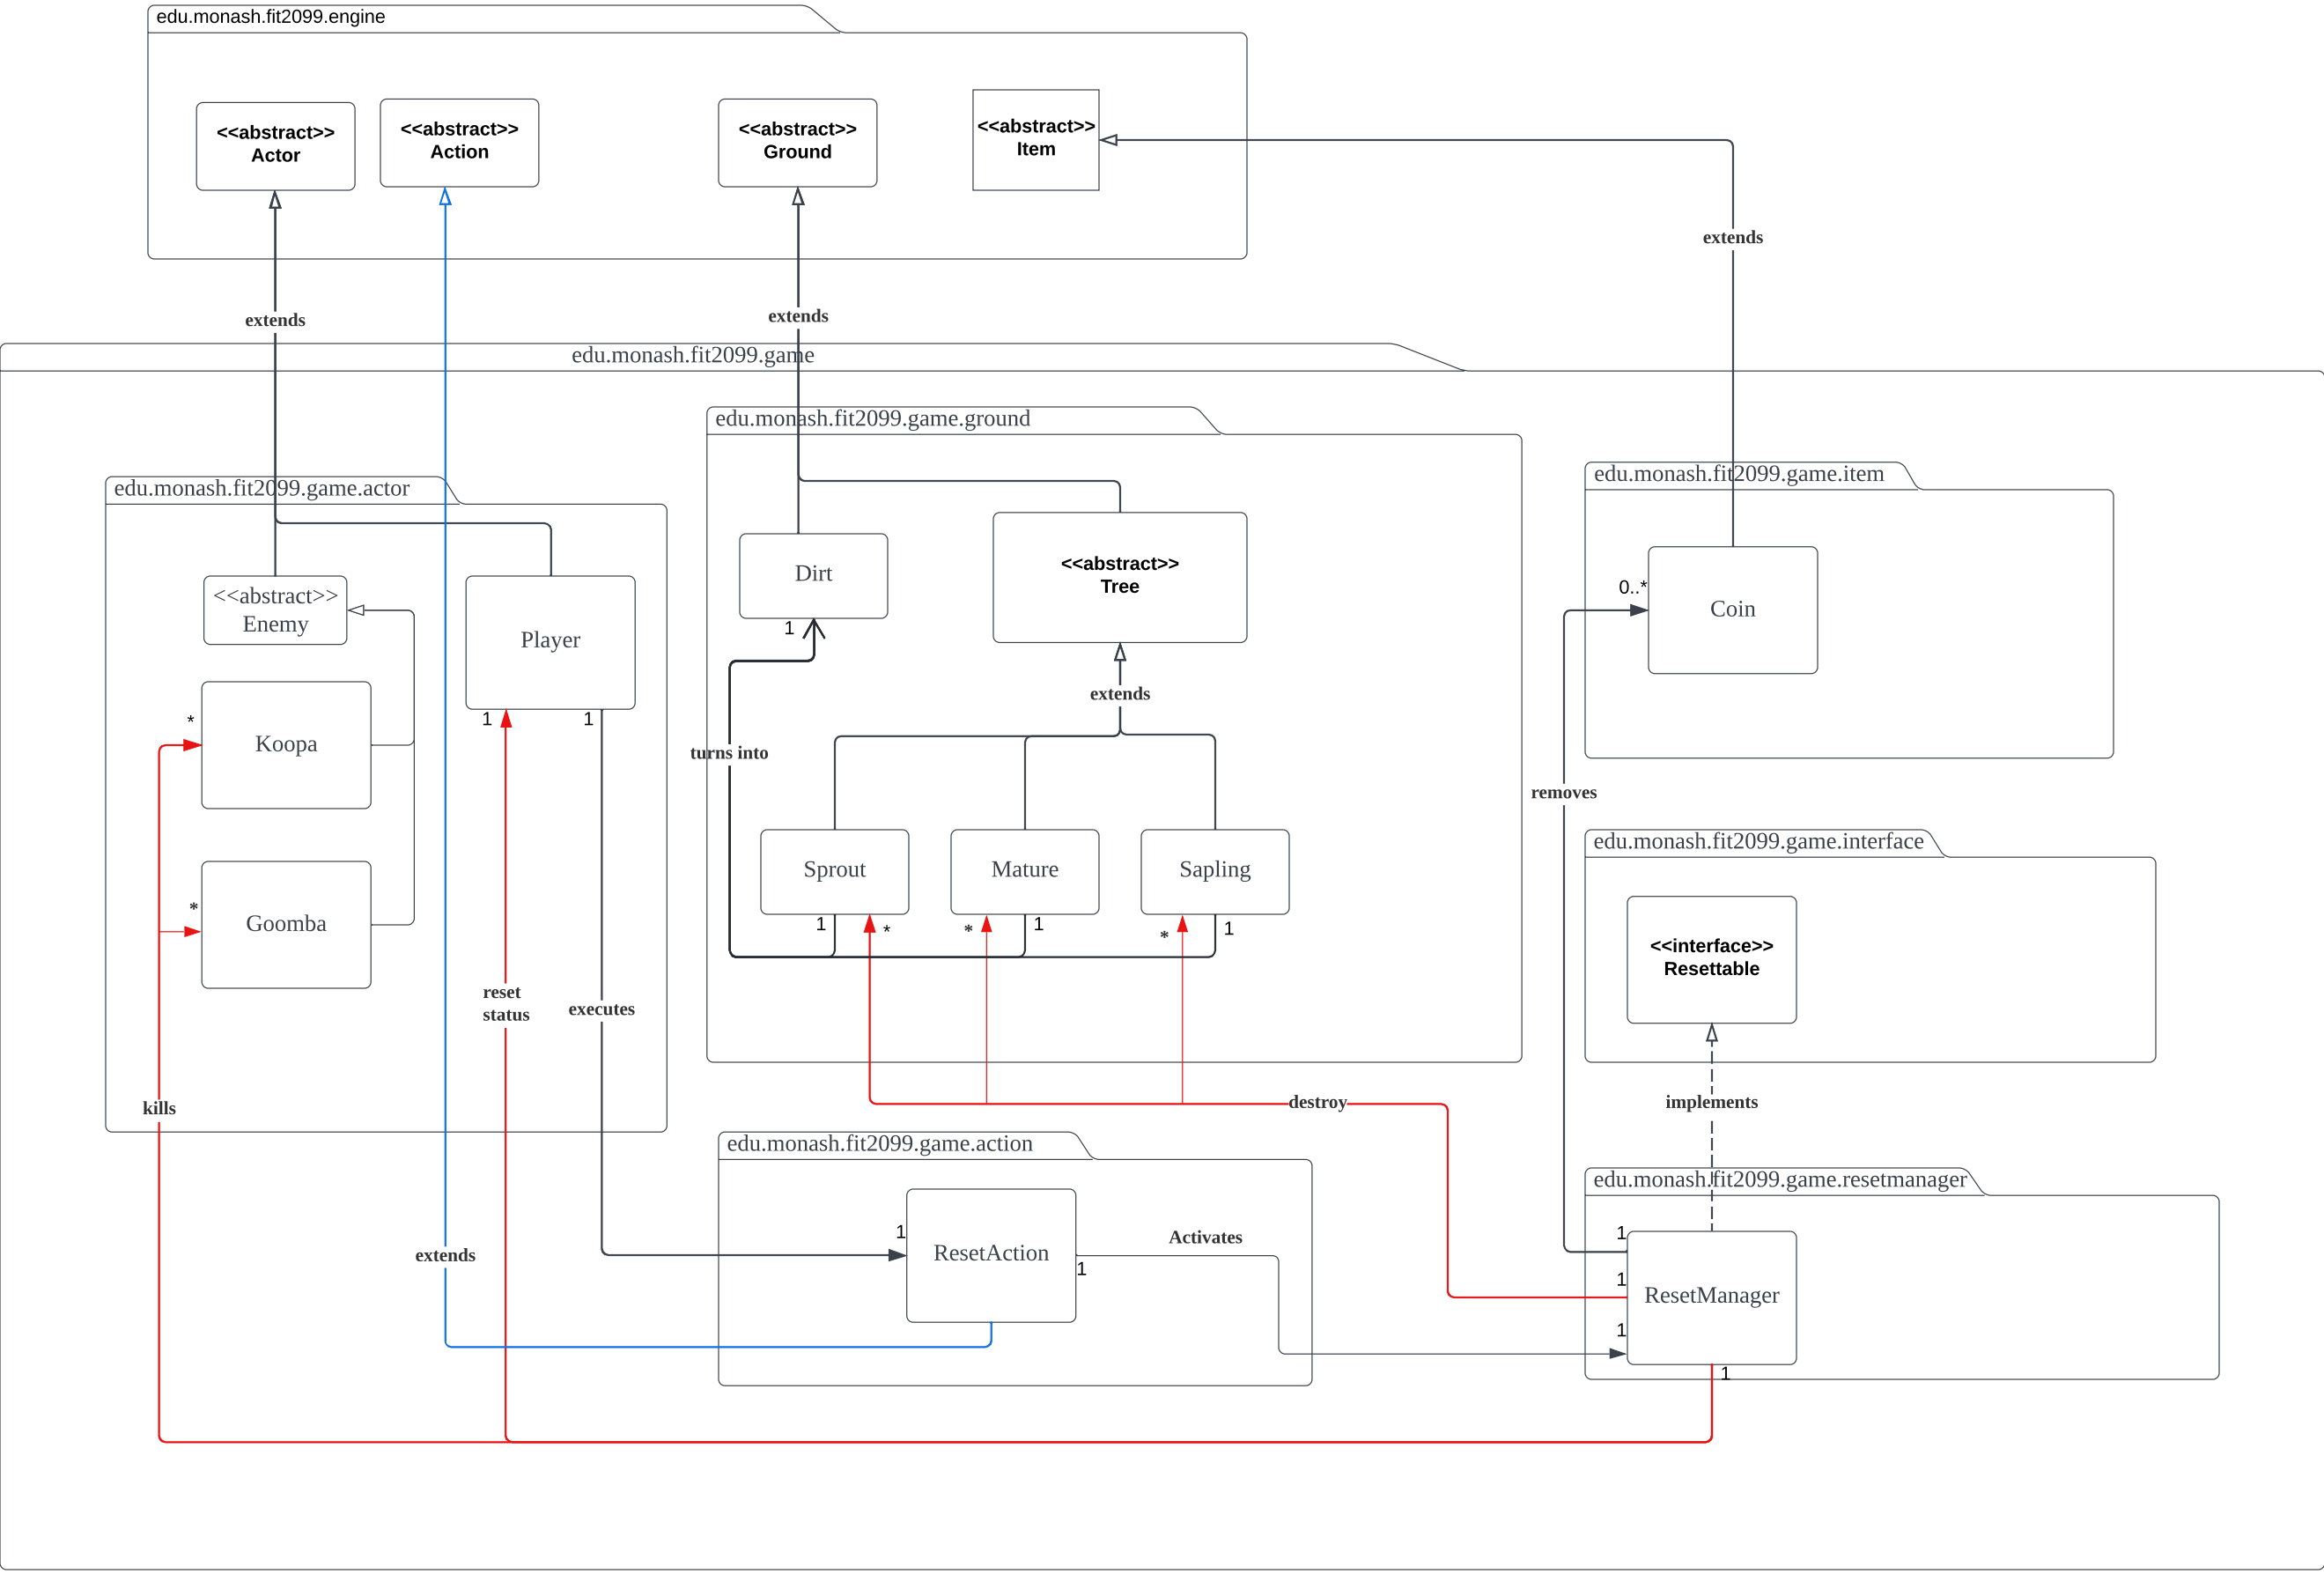 edu.monash.fit2099.engine
<<abstract>>
Actor
<<abstract>>
Action
<<abstract>>
Ground
<<abstract>>
Item
extends
extends
extends
edu.monash.fit2099.game
edu.monash.fit2099.game.ground
edu.monash.fit2099.game.item
edu.monash.fit2099.game.actor
<<abstract>>
Enemy
Player
Dirt
<<abstract>>
Tree
0..*
Coin
1
extends
*
1
1
Koopa
turns into
removes
edu.monash.fit2099.game.interface
Sprout
Mature
Sapling
*
Goomba
1
*
*
1
*
1
<<interface>>
Resettable
reset
status
executes
kills
destroy
implements
edu.monash.fit2099.game.action
edu.monash.fit2099.game.resetmanager
1
ResetAction
Activates
1
extends
1
1
ResetManager
1
1